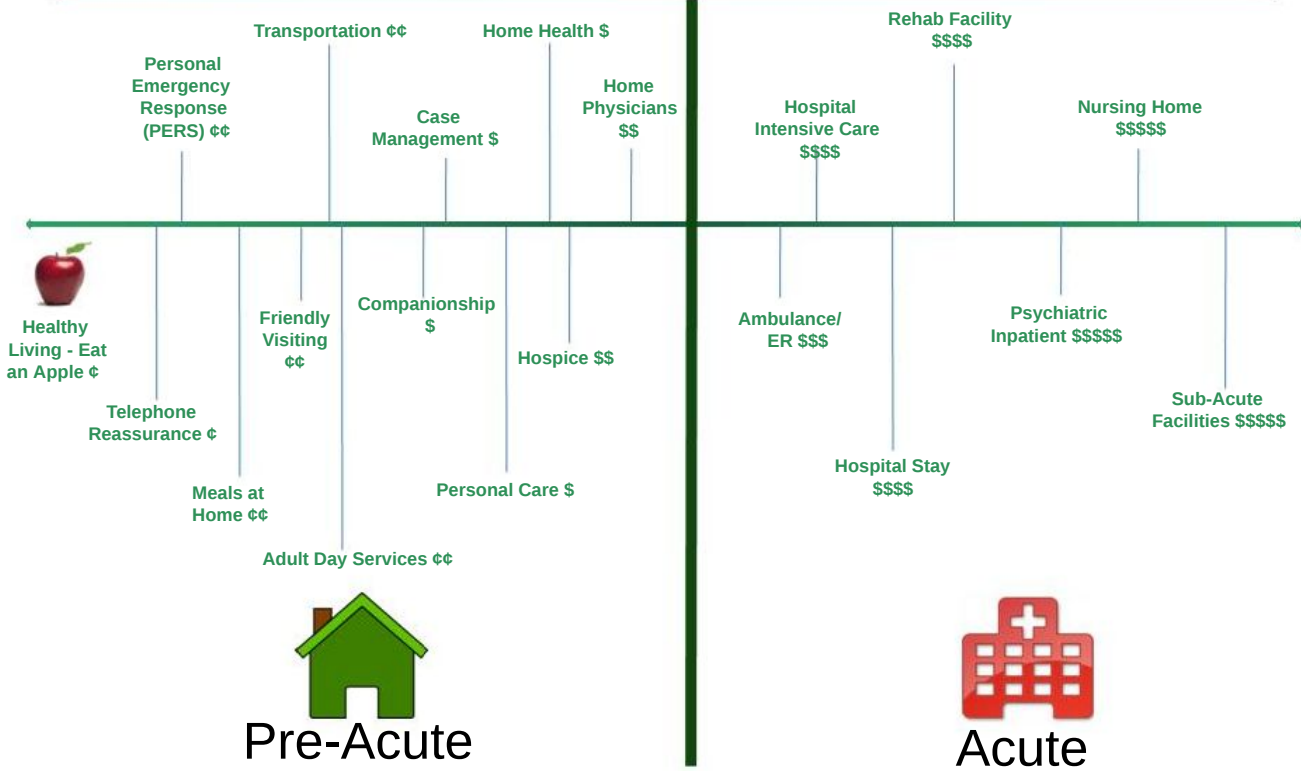 Transportation ¢¢
Home Health $
Rehab Facility
$$$$
Personal
Emergency
Response
(PERS) ¢¢
Case
Management $
Home
Physicians
$$
Hospital
Intensive Care
$$$$
Nursing Home
$$$$$
Healthy
Living - Eat
an Apple ¢
Telephone
Reassurance ¢
Meals at
Home ¢¢
Friendly
Visiting
¢¢
Adult Day Services ¢¢
Companionship
$
Personal Care $
Hospice $$
Ambulance/
ER $$$
Hospital Stay
$$$$
Psychiatric
Inpatient $$$$$
Sub-Acute
Facilities $$$$$
Pre-Acute
Acute